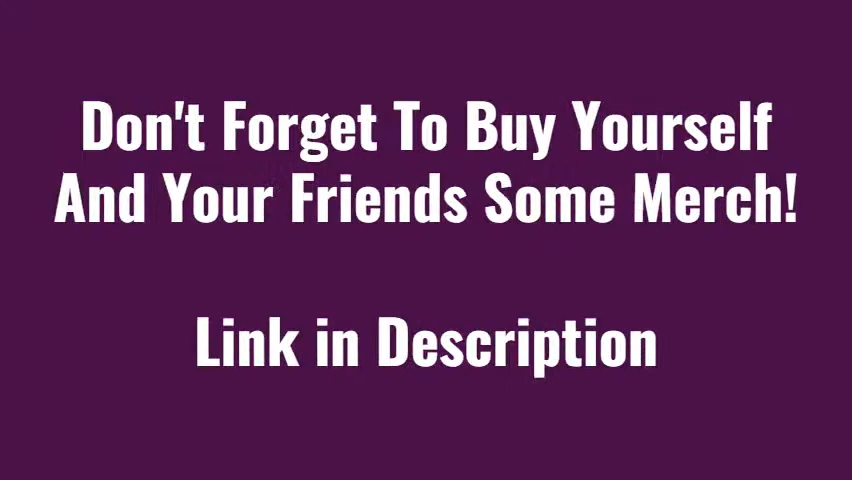 Don't Forget To Buy Yourself
And Your Friends Some Merch!
Link in Description